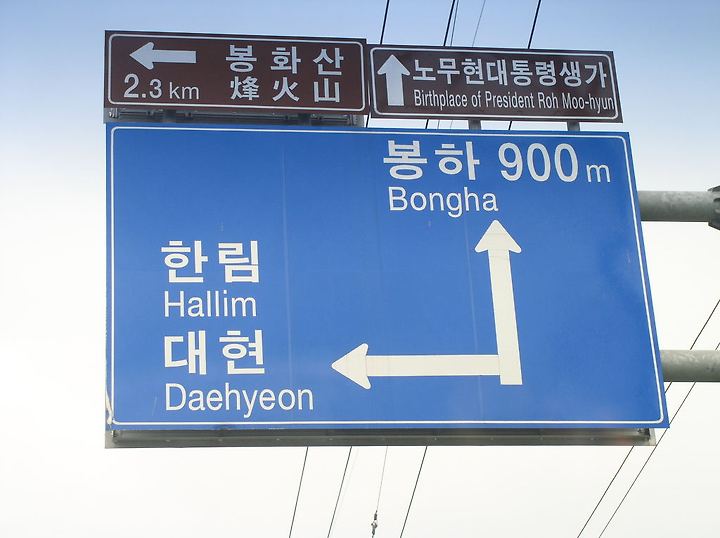 봉화산
2.3 km 烽火山
노무현대통령생가
Birthplace of President Roh Moo-hyun
봉하 900m
Bongha
한림
Hallim
대현
Daehyeon